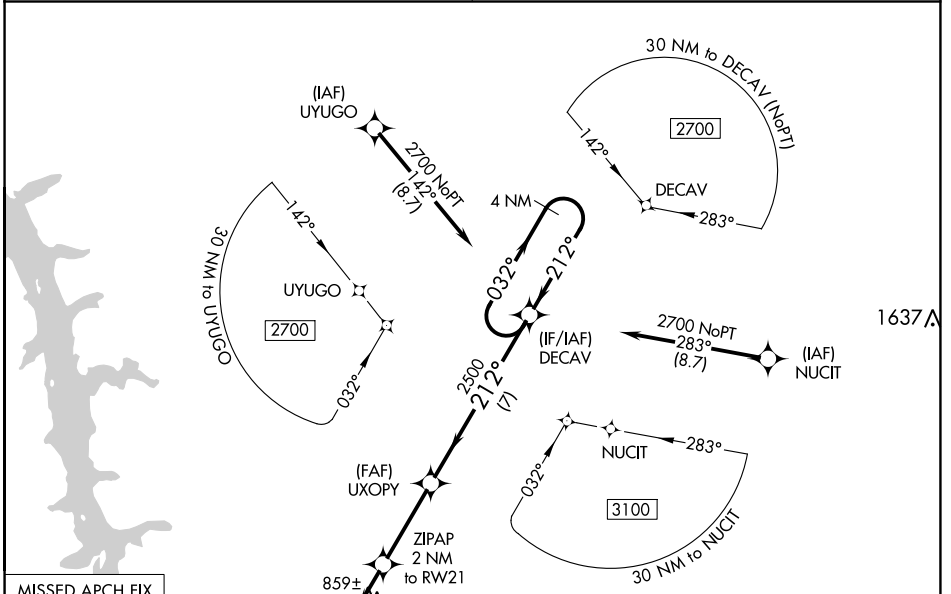 30 NM to DECAV (NoPT)
(IAF)
UYUGO
2700
142°
2700 NoPT
142°
(8.7)
DECAV
283°
4 NM
142°
032°
212°
30 NM to UYUGO
UYUGO
2700
032°
(IF/IAF)
DECAV
2700 NoPT
283°
(8.7)
(IAF)
NUCIT
1637
2500
212°
(7)
NUCIT
283°
032°
3100
30 NM to NUCIT
(FAF)
UXOPY
ZIPAP
2 NM
to RW21
859±
MISSED APCH FIX